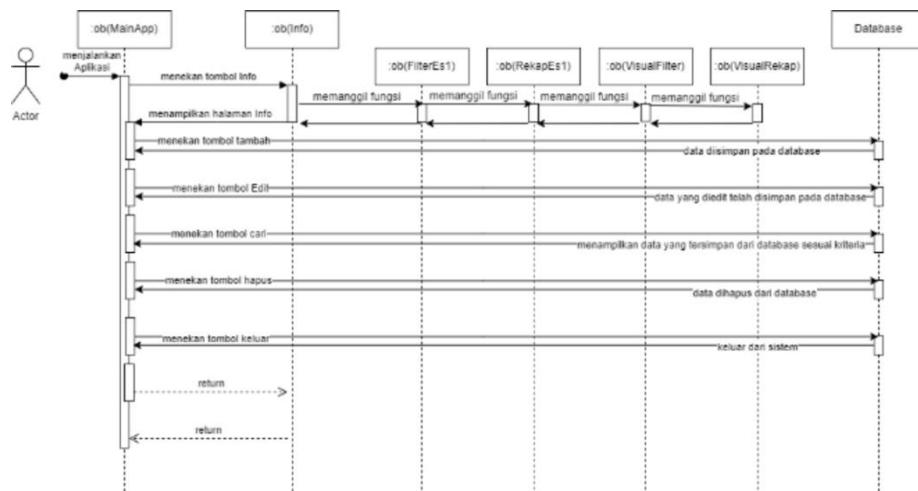 :ob(MainApp)
:ob(Info)
Database
:ob(FilterEs1)
:ob(RekapEs1)
:ob(VisualFilter)
:ob(VisualRekap)
menjalankan
Aplikasi
Actor
menekan tombol Info
memanggil fungsi
memanggil fungsi
memanggil fungsi
memanggil fungsi
menampilkan halaman Info
menekan tombol tambah
data diisimpan pada database
menekan tombol Edit
data yang diedit telah disimpan pada database
menekan tombol cari
menampilkan data yang tersimpan dari database sesuai kriteria
menekan tombol hapus
data dihapus dari database
menekan tombol keluar
keluar dari sistem
return
return